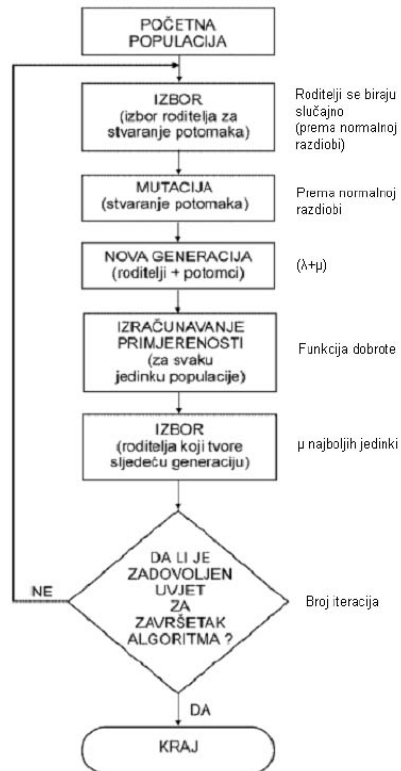 POČETNA
POPULACIJA
IZBOR
(izbor roditelja za
stvaranje potomaka)
Roditelji se biraju
slučajno
(prema normalnoj
razdiobi)
MUTACIJA
(stvaranje potomaka)
Prema normalnoj
razdiobi
NOVA GENERACIJA
(roditelji + potomci)
(λ+μ)
IZRAČUNAVANJE
PRIMJERENOSTI
(za svaku
jedinku populacije)
Funkcija dobrote
IZBOR
(roditelja koji tvore
sljedeću generaciju)
μ najboljih jedinki
DA LI JE
ZADOVOLJEN
UVJET
ZA
ZAVRŠETAK
ALGORITMA ?
NE
Broj iteracija
DA
KRAJ